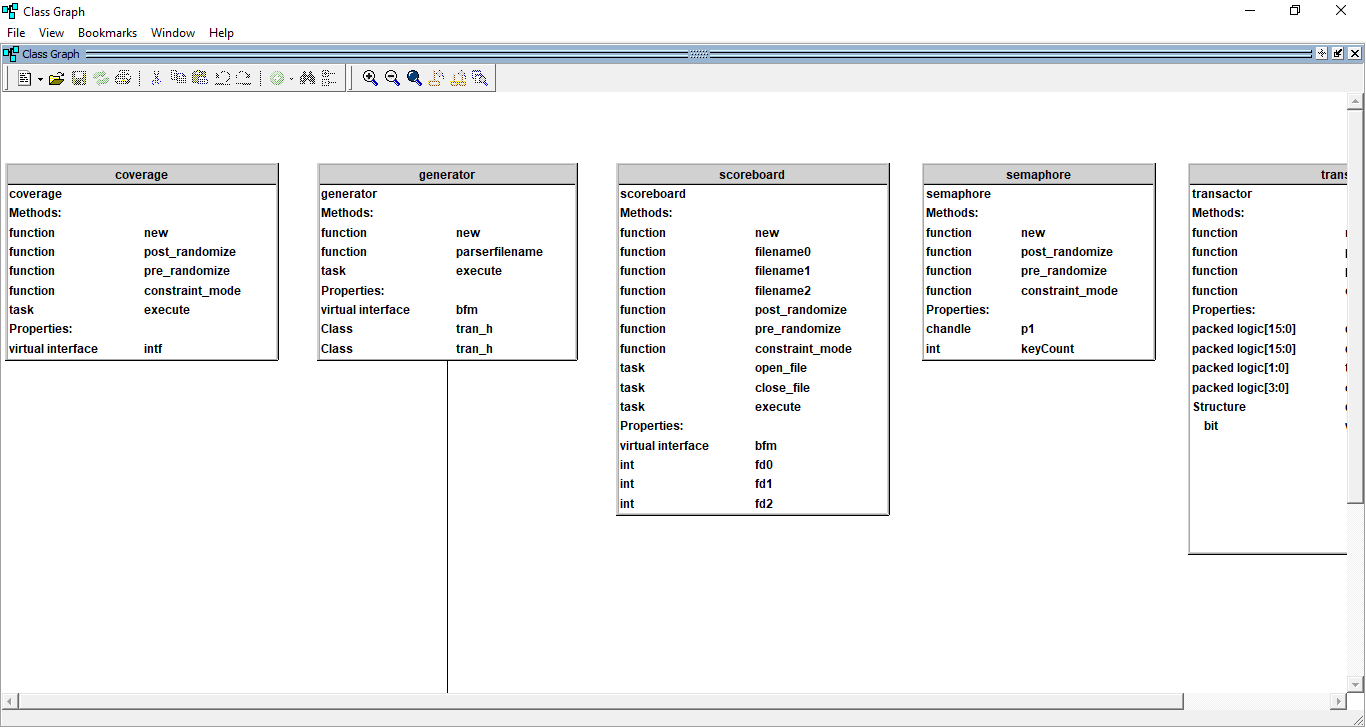 Class Graph
File View Bookmarks Window Help
Class Graph
coverage
coverage
Methods:
function new
function post_randomize
function pre_randomize
function constraint_mode
task execute
Properties:
virtual interface intf
generator
generator
Methods:
function new
function parserfilename
task execute
Properties:
virtual interface bfm
Class tran_h
Class tran_h
scoreboard
scoreboard
Methods:
function new
function filename0
function filename1
function filename2
function post_randomize
function pre_randomize
function constraint_mode
task open_file
task close_file
task execute
Properties:
virtual interface bfm
int fd0
int fd1
int fd2
semaphore
semaphore
Methods:
function new
function post_randomize
function pre_randomize
function constraint_mode
Properties:
chandle p1
int keyCount
transactor
Methods:
function
function
function
function
Properties:
packed logic[15:0]
packed logic[15:0]
packed logic[1:0]
packed logic[3:0]
Structure
bit